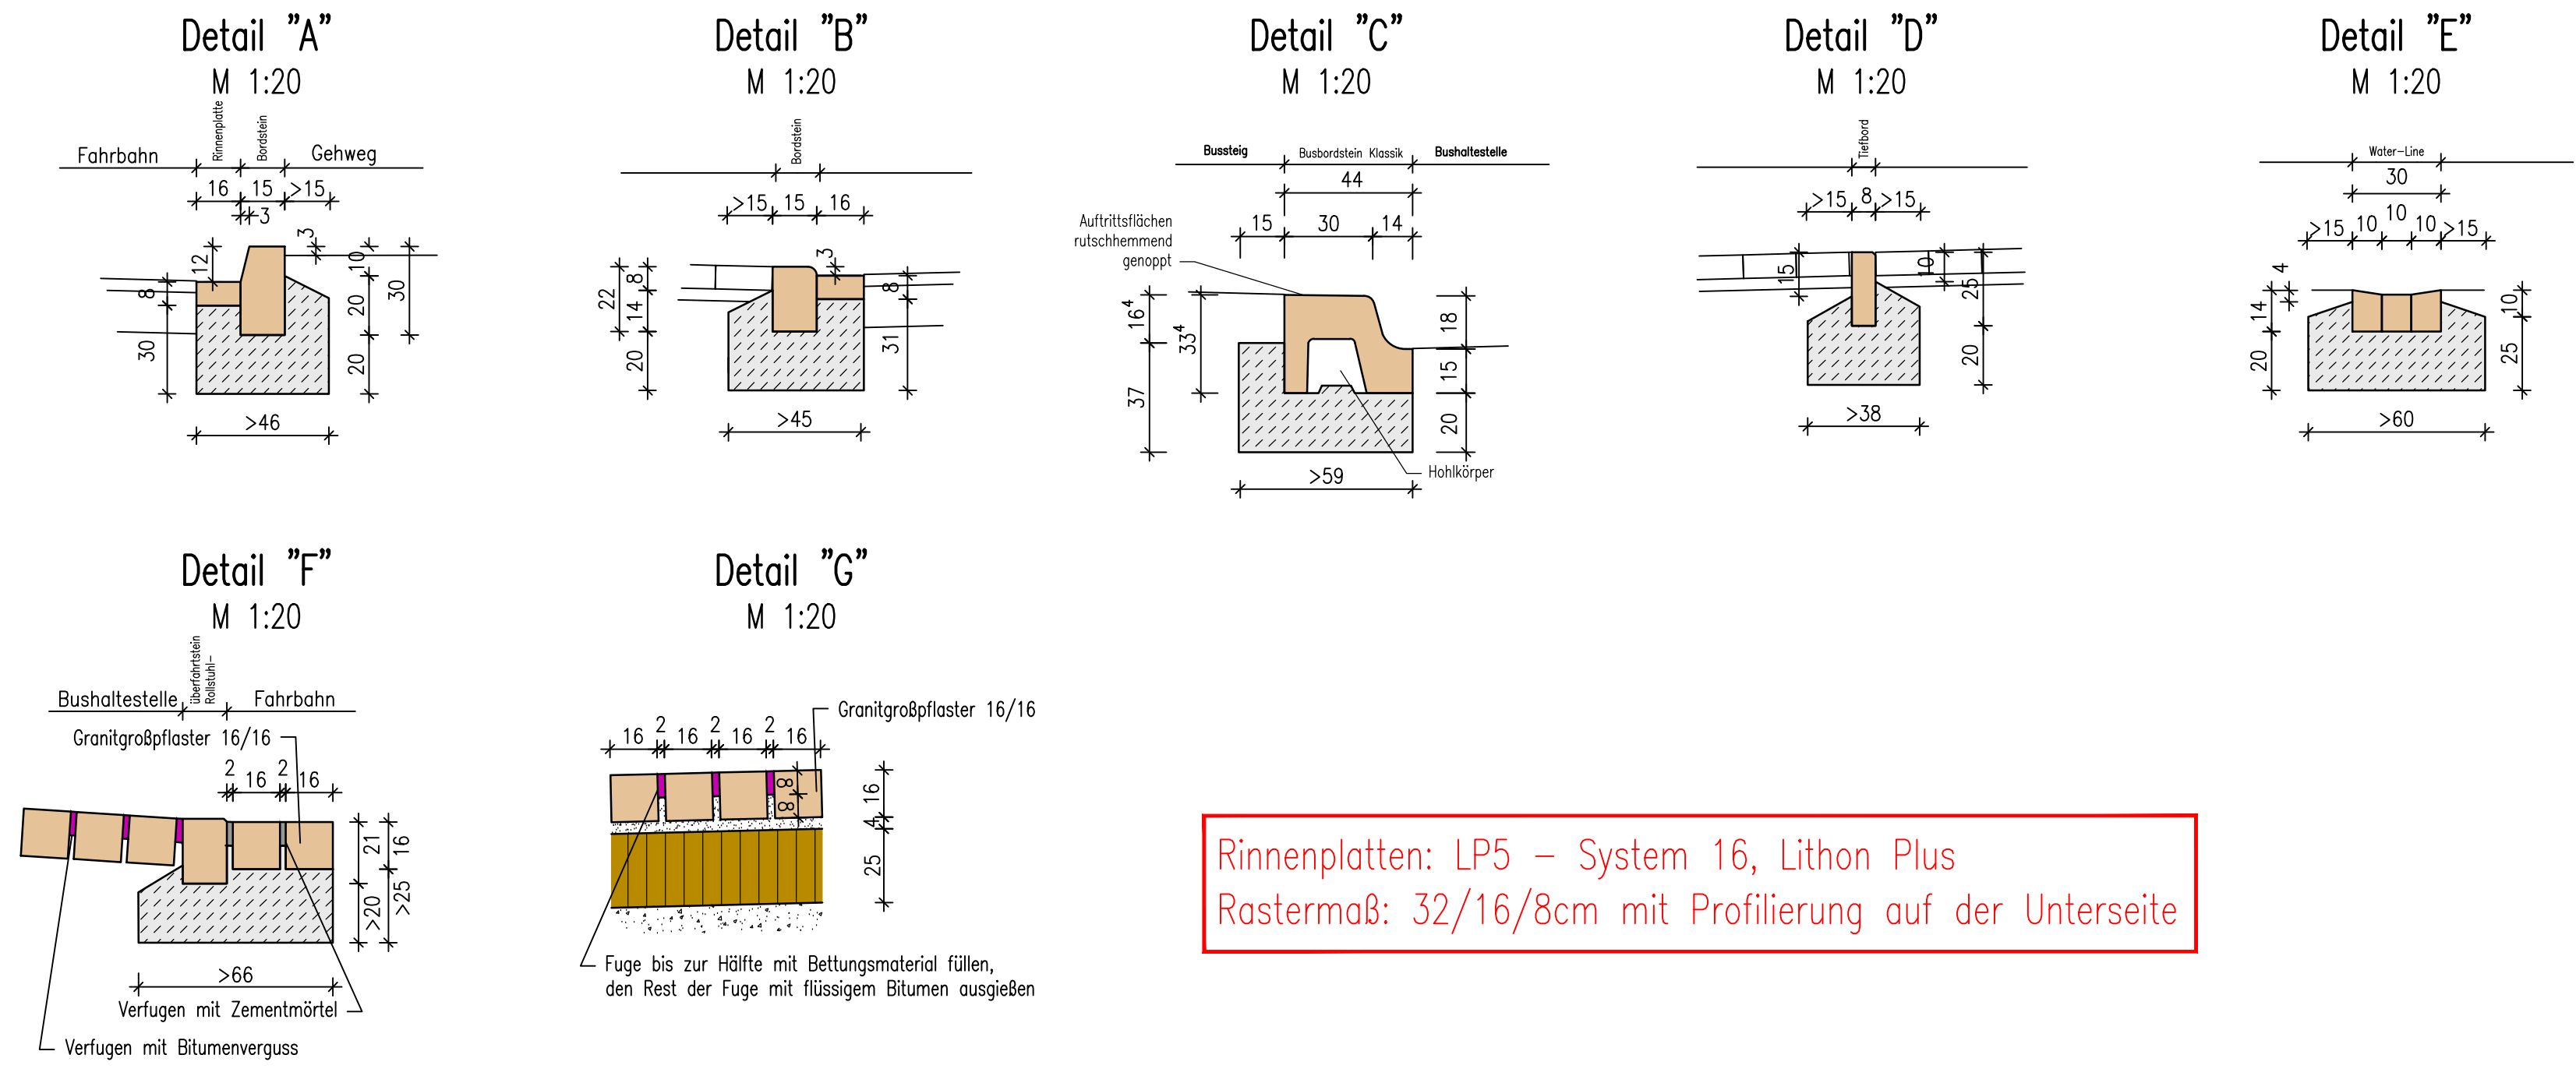 Detail "A"
M 1:20
Rinnenplatte
Bordstein
Fahrbahn
Gehweg
16 15 >15
3
3
12
10
8
20
30
30
20
>46
Detail "B"
M 1:20
Bordstein
>15 15 16
3
8
22
14
8
20
31
>45
Detail "C"
M 1:20
Bussteig
Busbordstein Klassik
Bushaltestelle
44
15 30 14
Auftrittsflächen
rutschhemmend
genoppt
16⁴
33⁴
18
37
15
20
Hohlkörper
>59
Detail "D"
M 1:20
Tiefbord
>15 8 >15
15
10
25
20
>38
Detail "E"
M 1:20
Water-Line
30
>15 10 10 10 >15
4
14
10
20
25
>60
Detail "F"
M 1:20
überfahrtstein
Rollstuhl-
Bushaltestelle
Fahrbahn
Granitgroßpflaster 16/16
2 16 2 16
21
16
>20
>25
>66
Verfugen mit Zementmörtel
Verfugen mit Bitumenverguss
Detail "G"
M 1:20
Granitgroßpflaster 16/16
16 2 16 2 16 2 16
8
8
16
4
25
Fuge bis zur Hälfte mit Bettungsmaterial füllen,
den Rest der Fuge mit flüssigem Bitumen ausgießen
Rinnenplatten: LP5 – System 16, Lithon Plus
Rastermaß: 32/16/8cm mit Profilierung auf der Unterseite